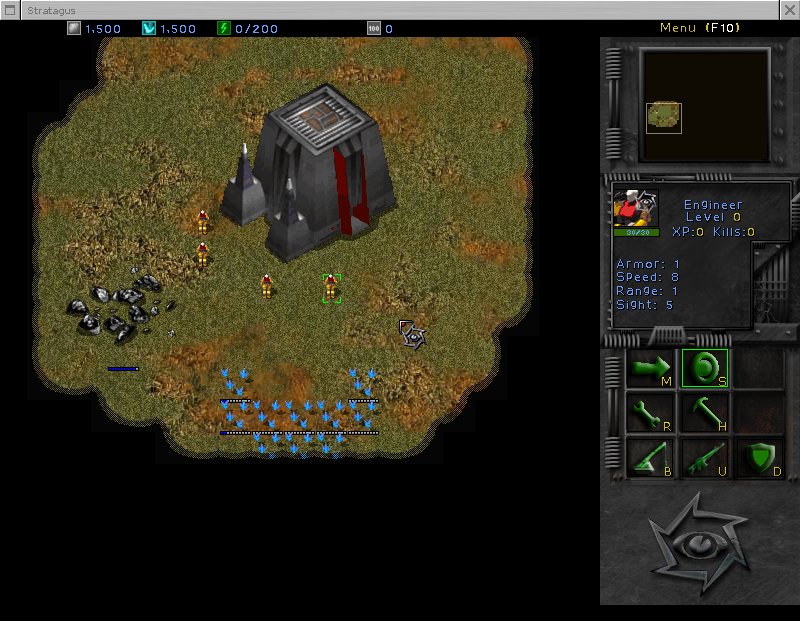 Stratagus
1,500 1,500 0/200 100 0
Menu (F10)
Engineer
Level 0
30/30 XP:0 Kills:0
Armor: 1
Speed: 8
Range: 1
Sight: 5
M S
R H
B U D